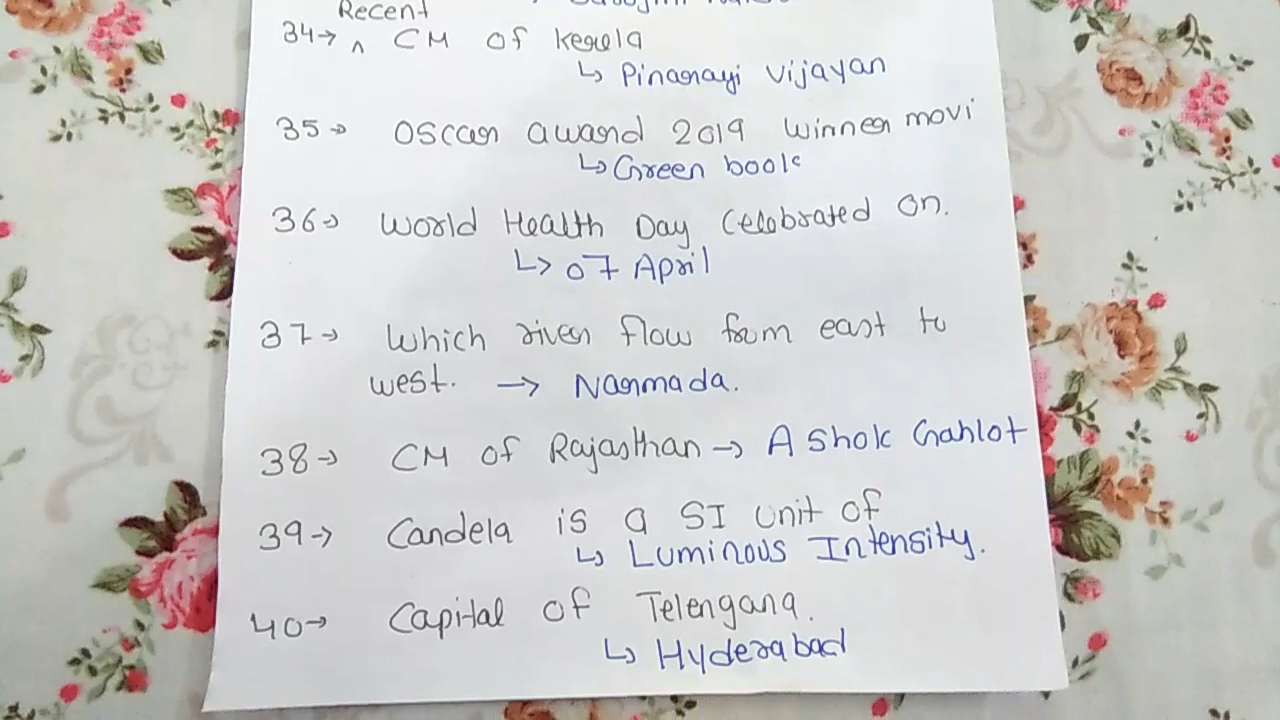 Recent
34→ ^ CM of kerela
↳ Pinarayi Vijayan
35→ Oscar award 2019 winner movi
↳ Green book
36→ World Health Day Celebrated on.
↳ 07 April
37→ Which river flow from east to
west. → Narmada.
38→ CM of Rajasthan → Ashok Gahlot
39→ Candela is a SI unit of
↳ Luminous Intensity.
40→ Capital of Telengana.
↳ Hyderabad